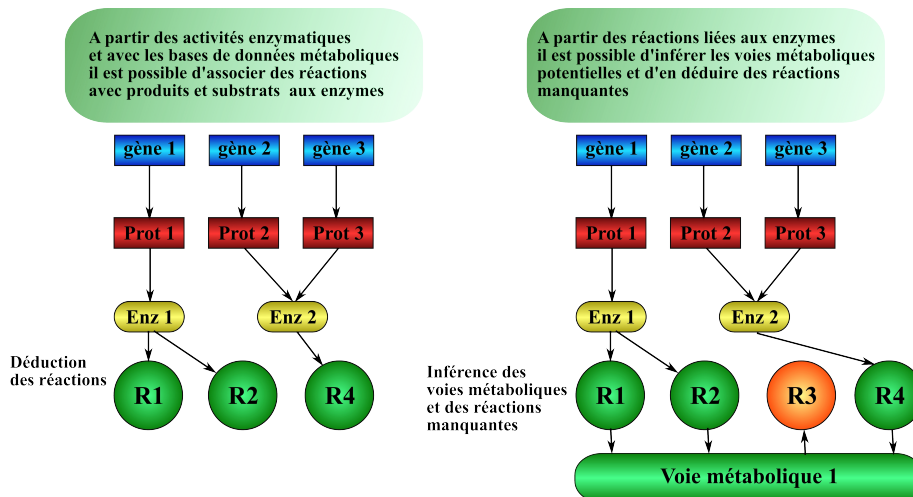 A partir des activités enzymatiques
et avec les bases de données métaboliques
il est possible d'associer des réactions
avec produits et substrats aux enzymes
gène 1
gène 2
gène 3
Prot 1
Prot 2
Prot 3
Enz 1
Enz 2
Déduction
des réactions
R1
R2
R4
A partir des réactions liées aux enzymes
il est possible d'inférer les voies métaboliques
potentielles et d'en déduire des réactions
manquantes
gène 1
gène 2
gène 3
Prot 1
Prot 2
Prot 3
Enz 1
Enz 2
Inférence des
voies métaboliques
et des réactions
manquantes
R1
R2
R3
R4
Voie métabolique 1